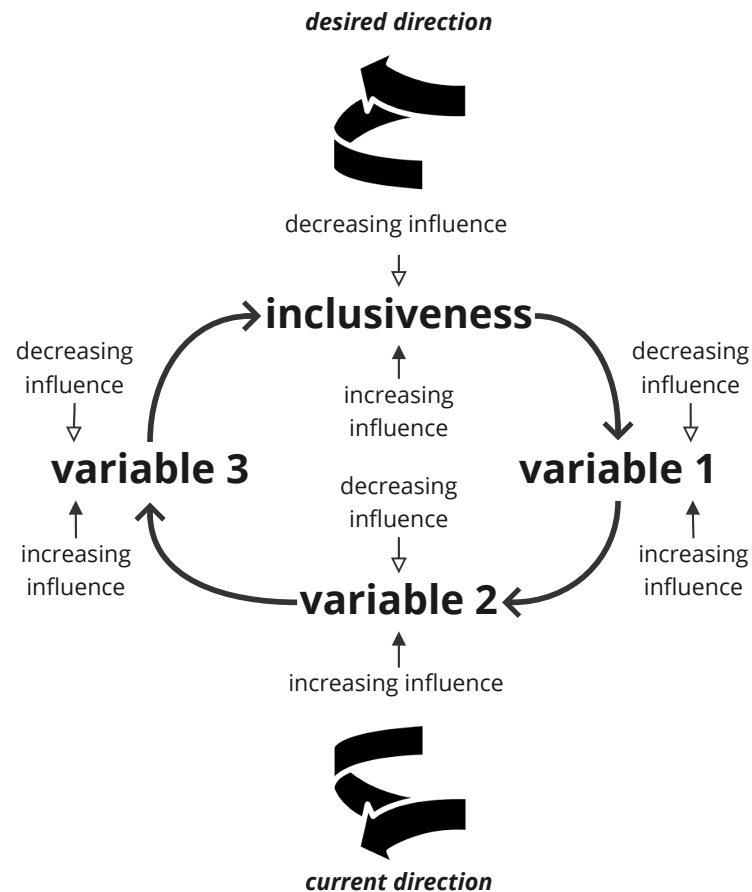 desired direction
decreasing influence
inclusiveness
decreasing
influence
increasing
influence
decreasing
influence
variable 3
variable 1
decreasing
influence
increasing
influence
increasing
influence
variable 2
increasing influence
current direction